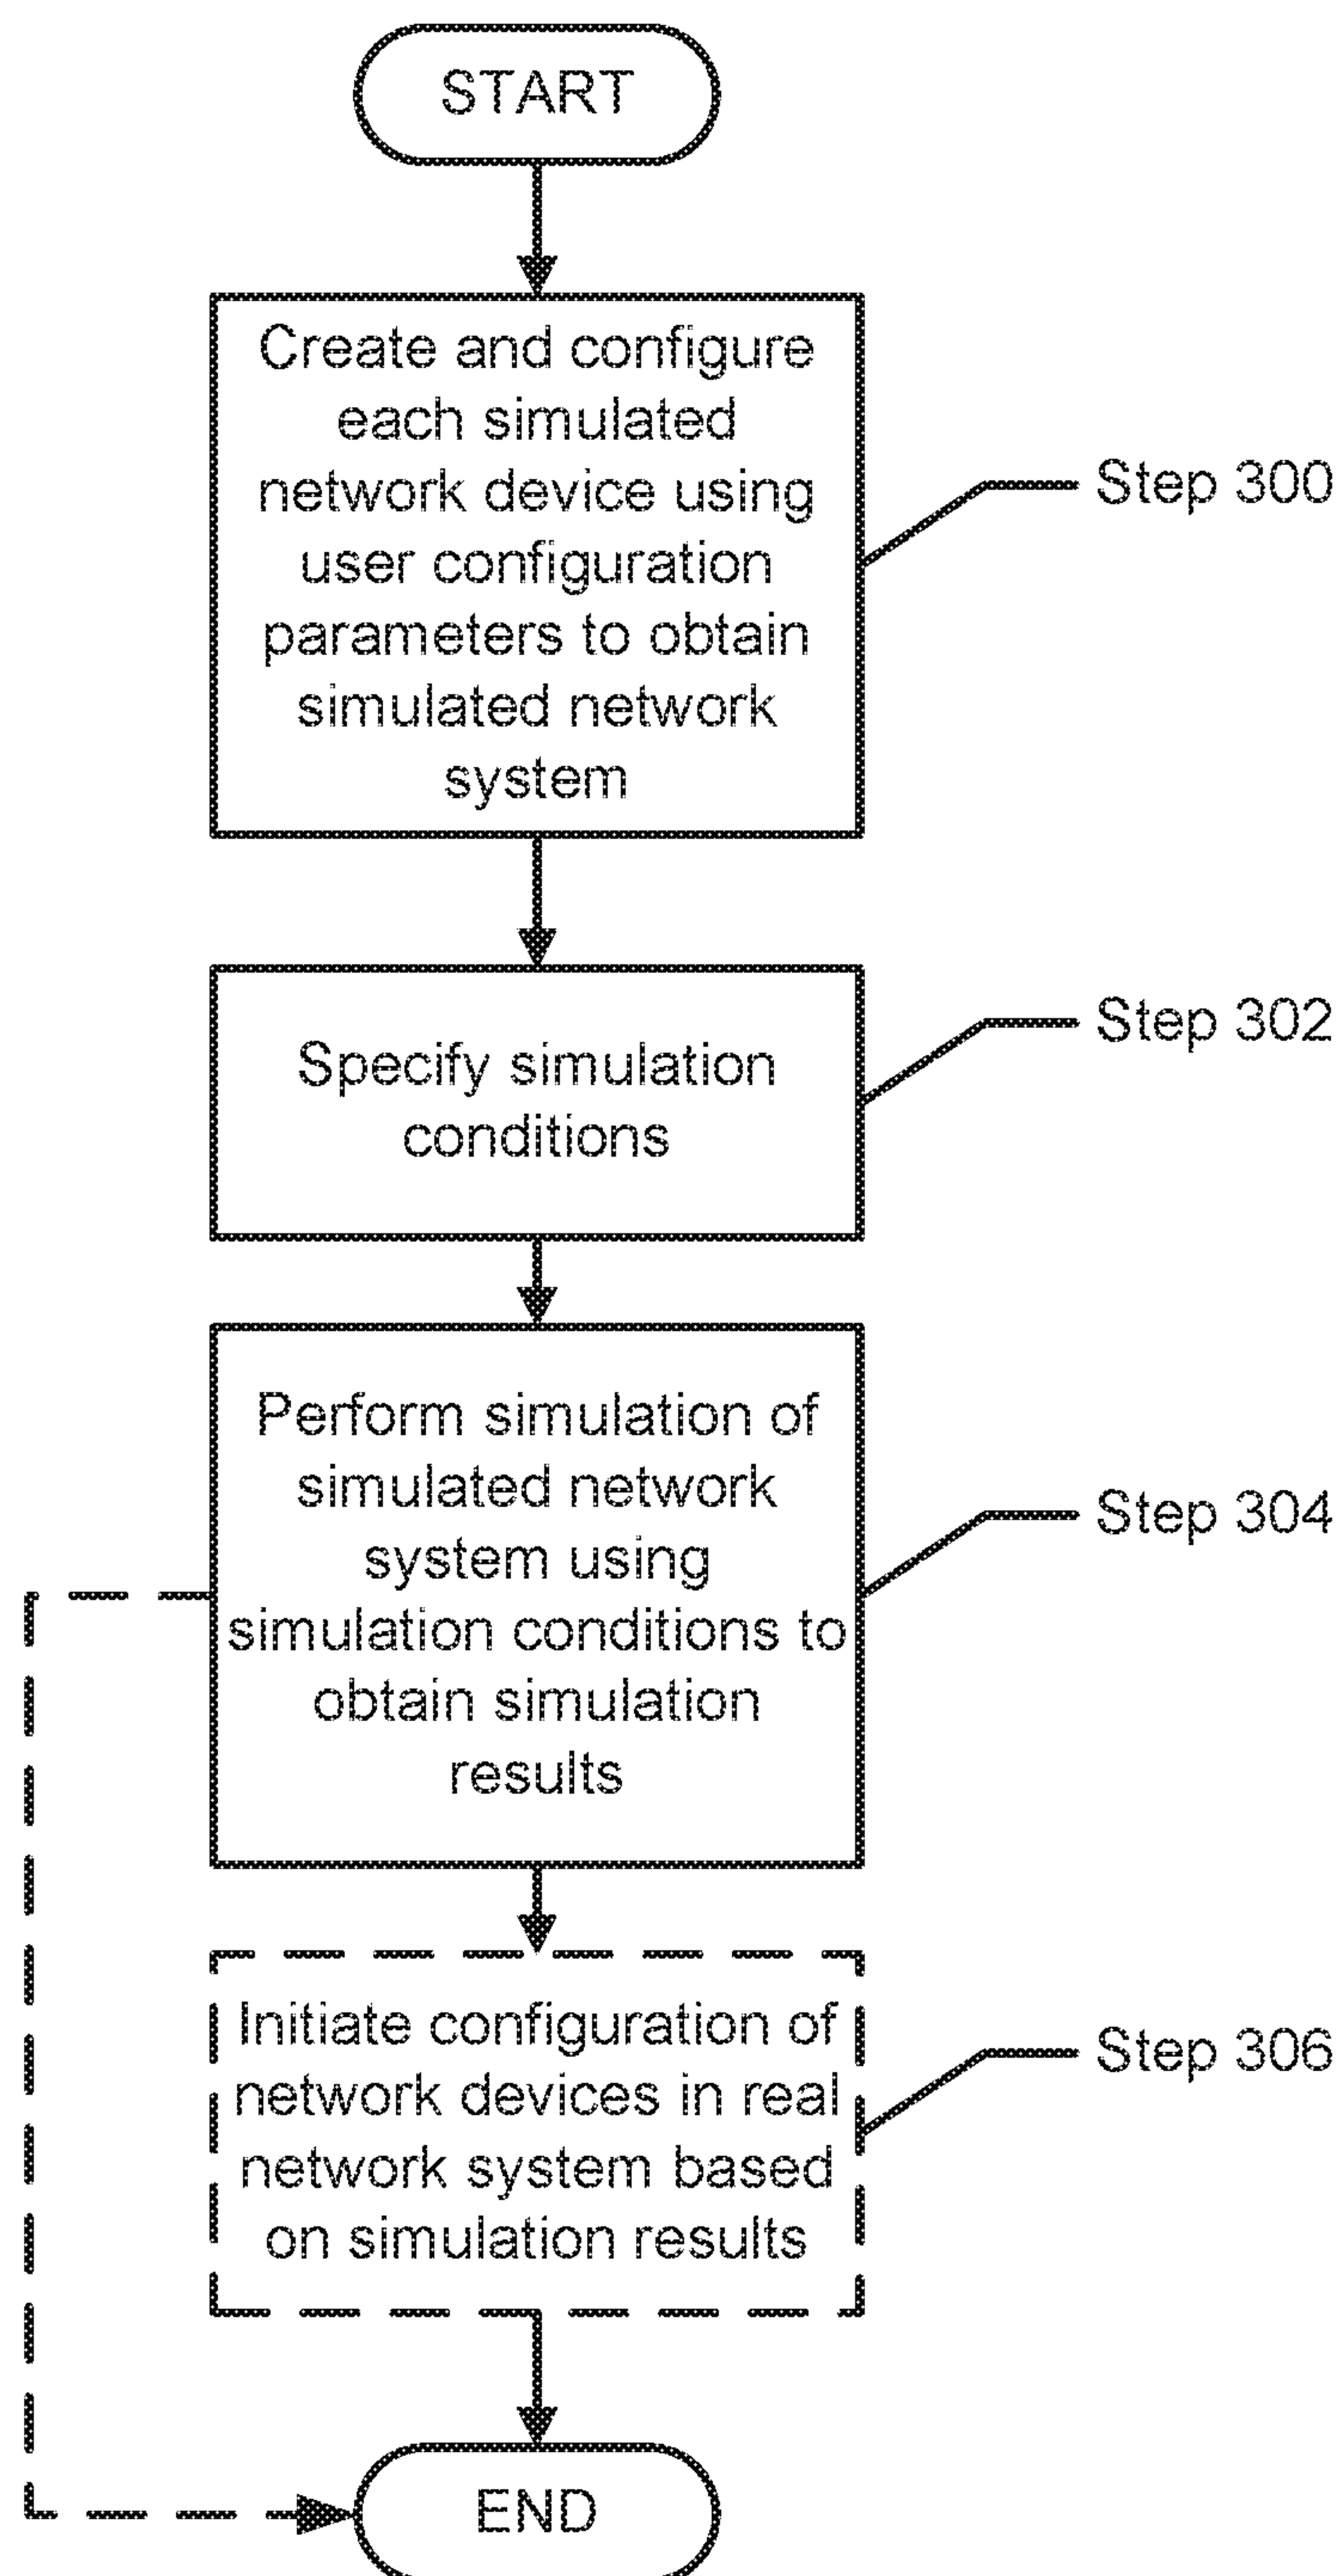 START
Create and configure
each simulated
network device using
user configuration
parameters to obtain
simulated network
system
Step 300
Specify simulation
conditions
Step 302
Perform simulation of
simulated network
system using
simulation conditions to
obtain simulation
results
Step 304
Initiate configuration of
network devices in real
network system based
on simulation results
Step 306
END